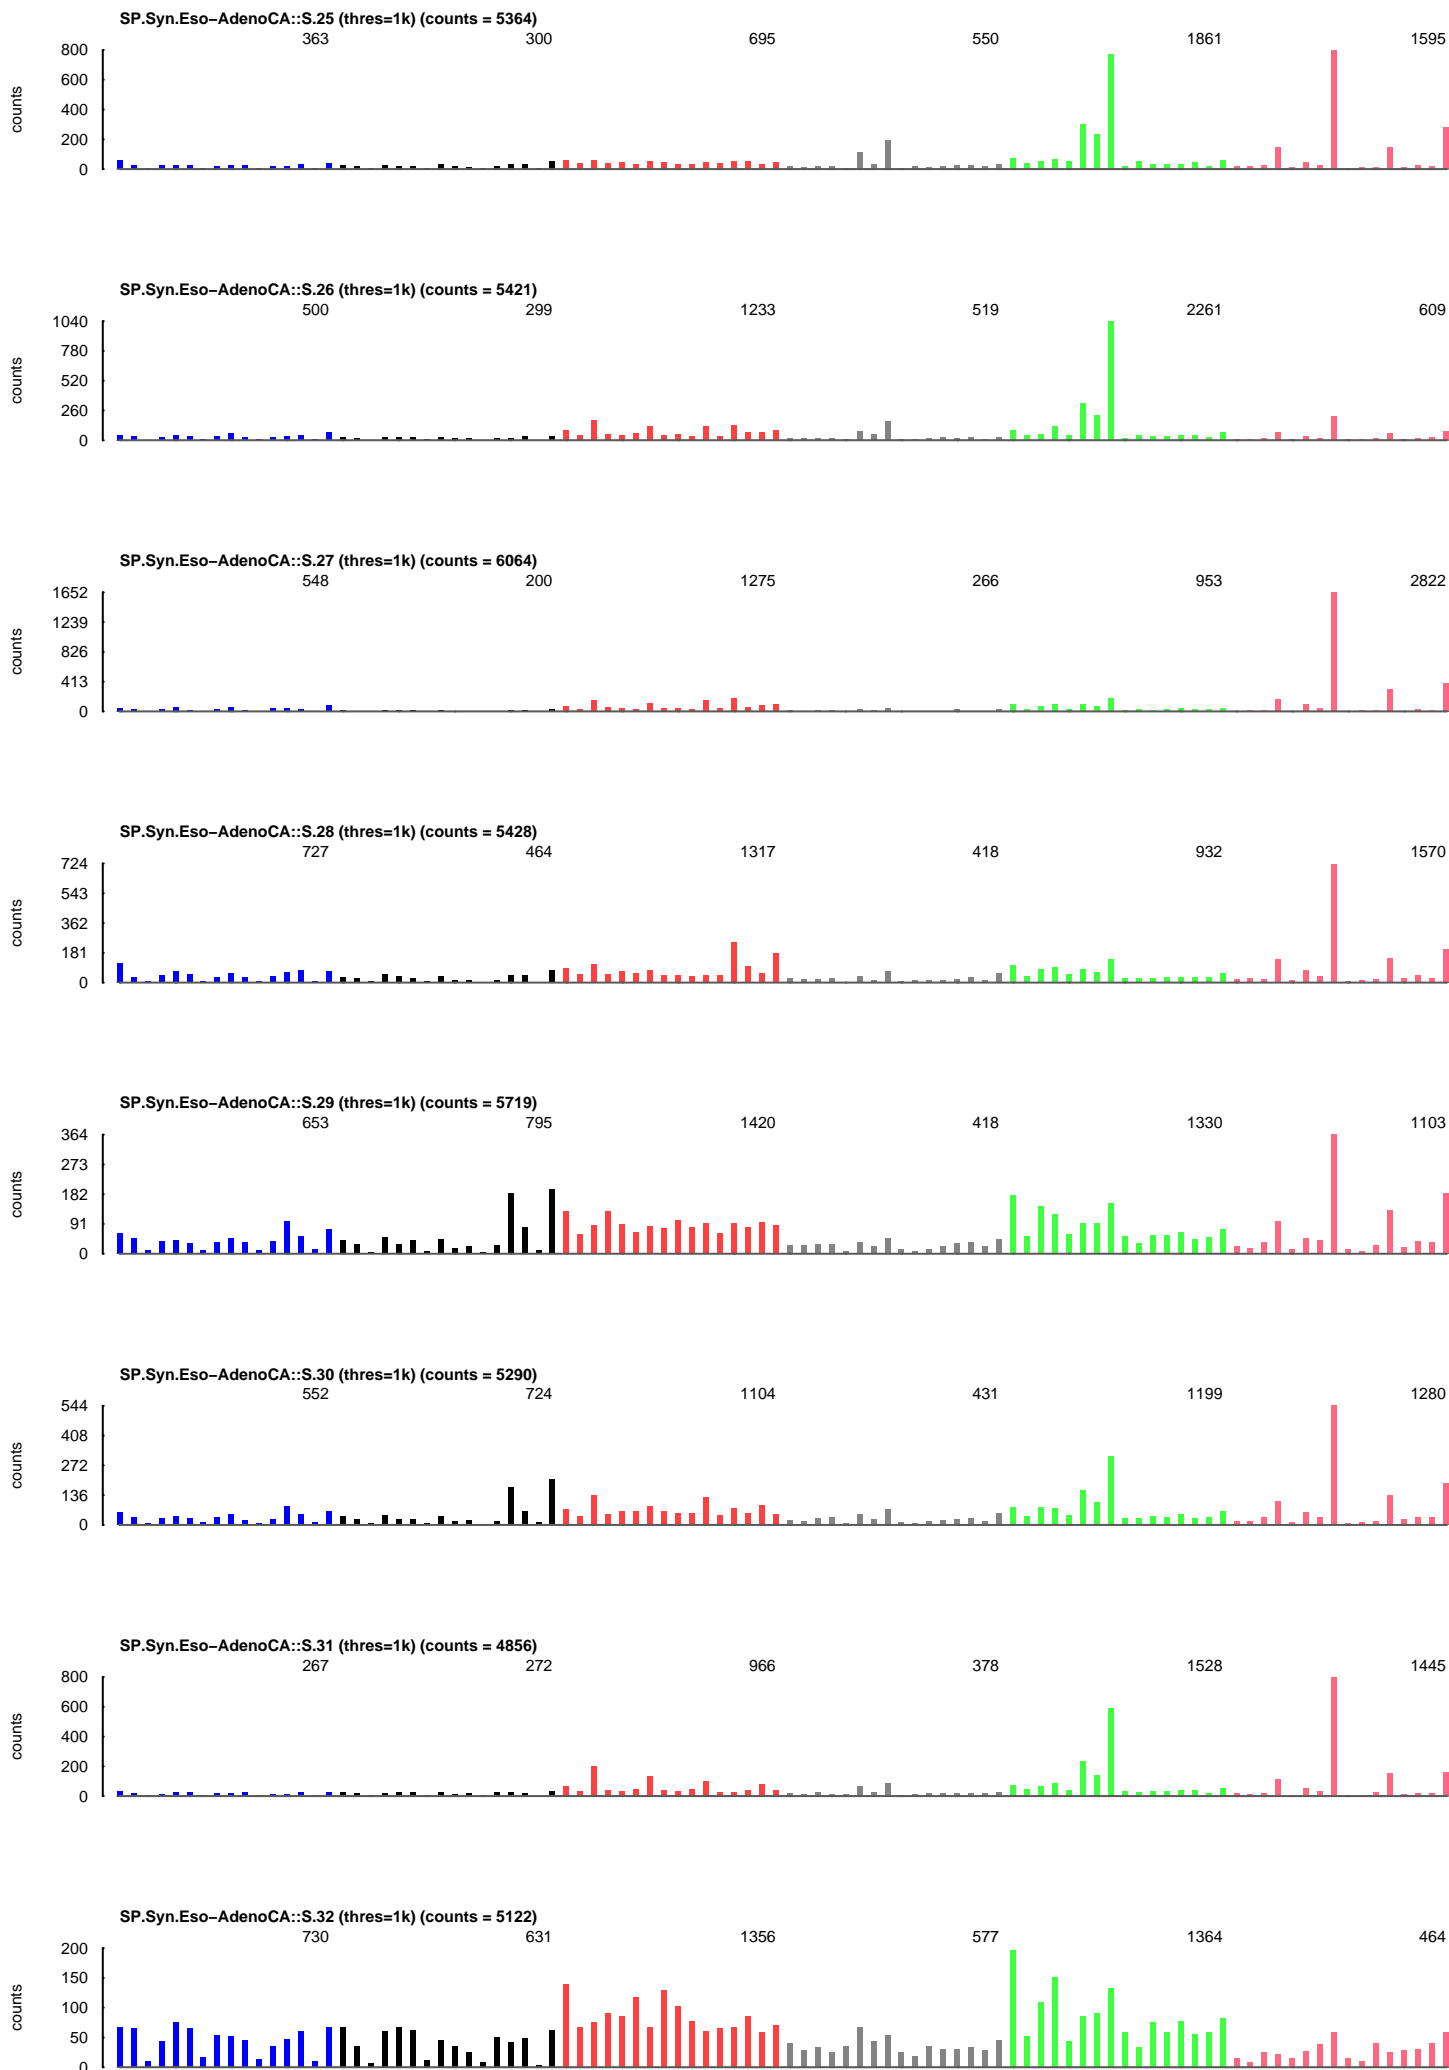 SP.Syn.Eso−AdenoCA::S.25 (thres=1k) (counts = 5364)
363 300 695 550 1861 1595
800
600
400
200
0
counts
SP.Syn.Eso−AdenoCA::S.26 (thres=1k) (counts = 5421)
500 299 1233 519 2261 609
1040
780
520
260
0
counts
SP.Syn.Eso−AdenoCA::S.27 (thres=1k) (counts = 6064)
548 200 1275 266 953 2822
1652
1239
826
413
0
counts
SP.Syn.Eso−AdenoCA::S.28 (thres=1k) (counts = 5428)
727 464 1317 418 932 1570
724
543
362
181
0
counts
SP.Syn.Eso−AdenoCA::S.29 (thres=1k) (counts = 5719)
653 795 1420 418 1330 1103
364
273
182
91
0
counts
SP.Syn.Eso−AdenoCA::S.30 (thres=1k) (counts = 5290)
552 724 1104 431 1199 1280
544
408
272
136
0
counts
SP.Syn.Eso−AdenoCA::S.31 (thres=1k) (counts = 4856)
267 272 966 378 1528 1445
800
600
400
200
0
counts
SP.Syn.Eso−AdenoCA::S.32 (thres=1k) (counts = 5122)
730 631 1356 577 1364 464
200
150
100
50
0
counts